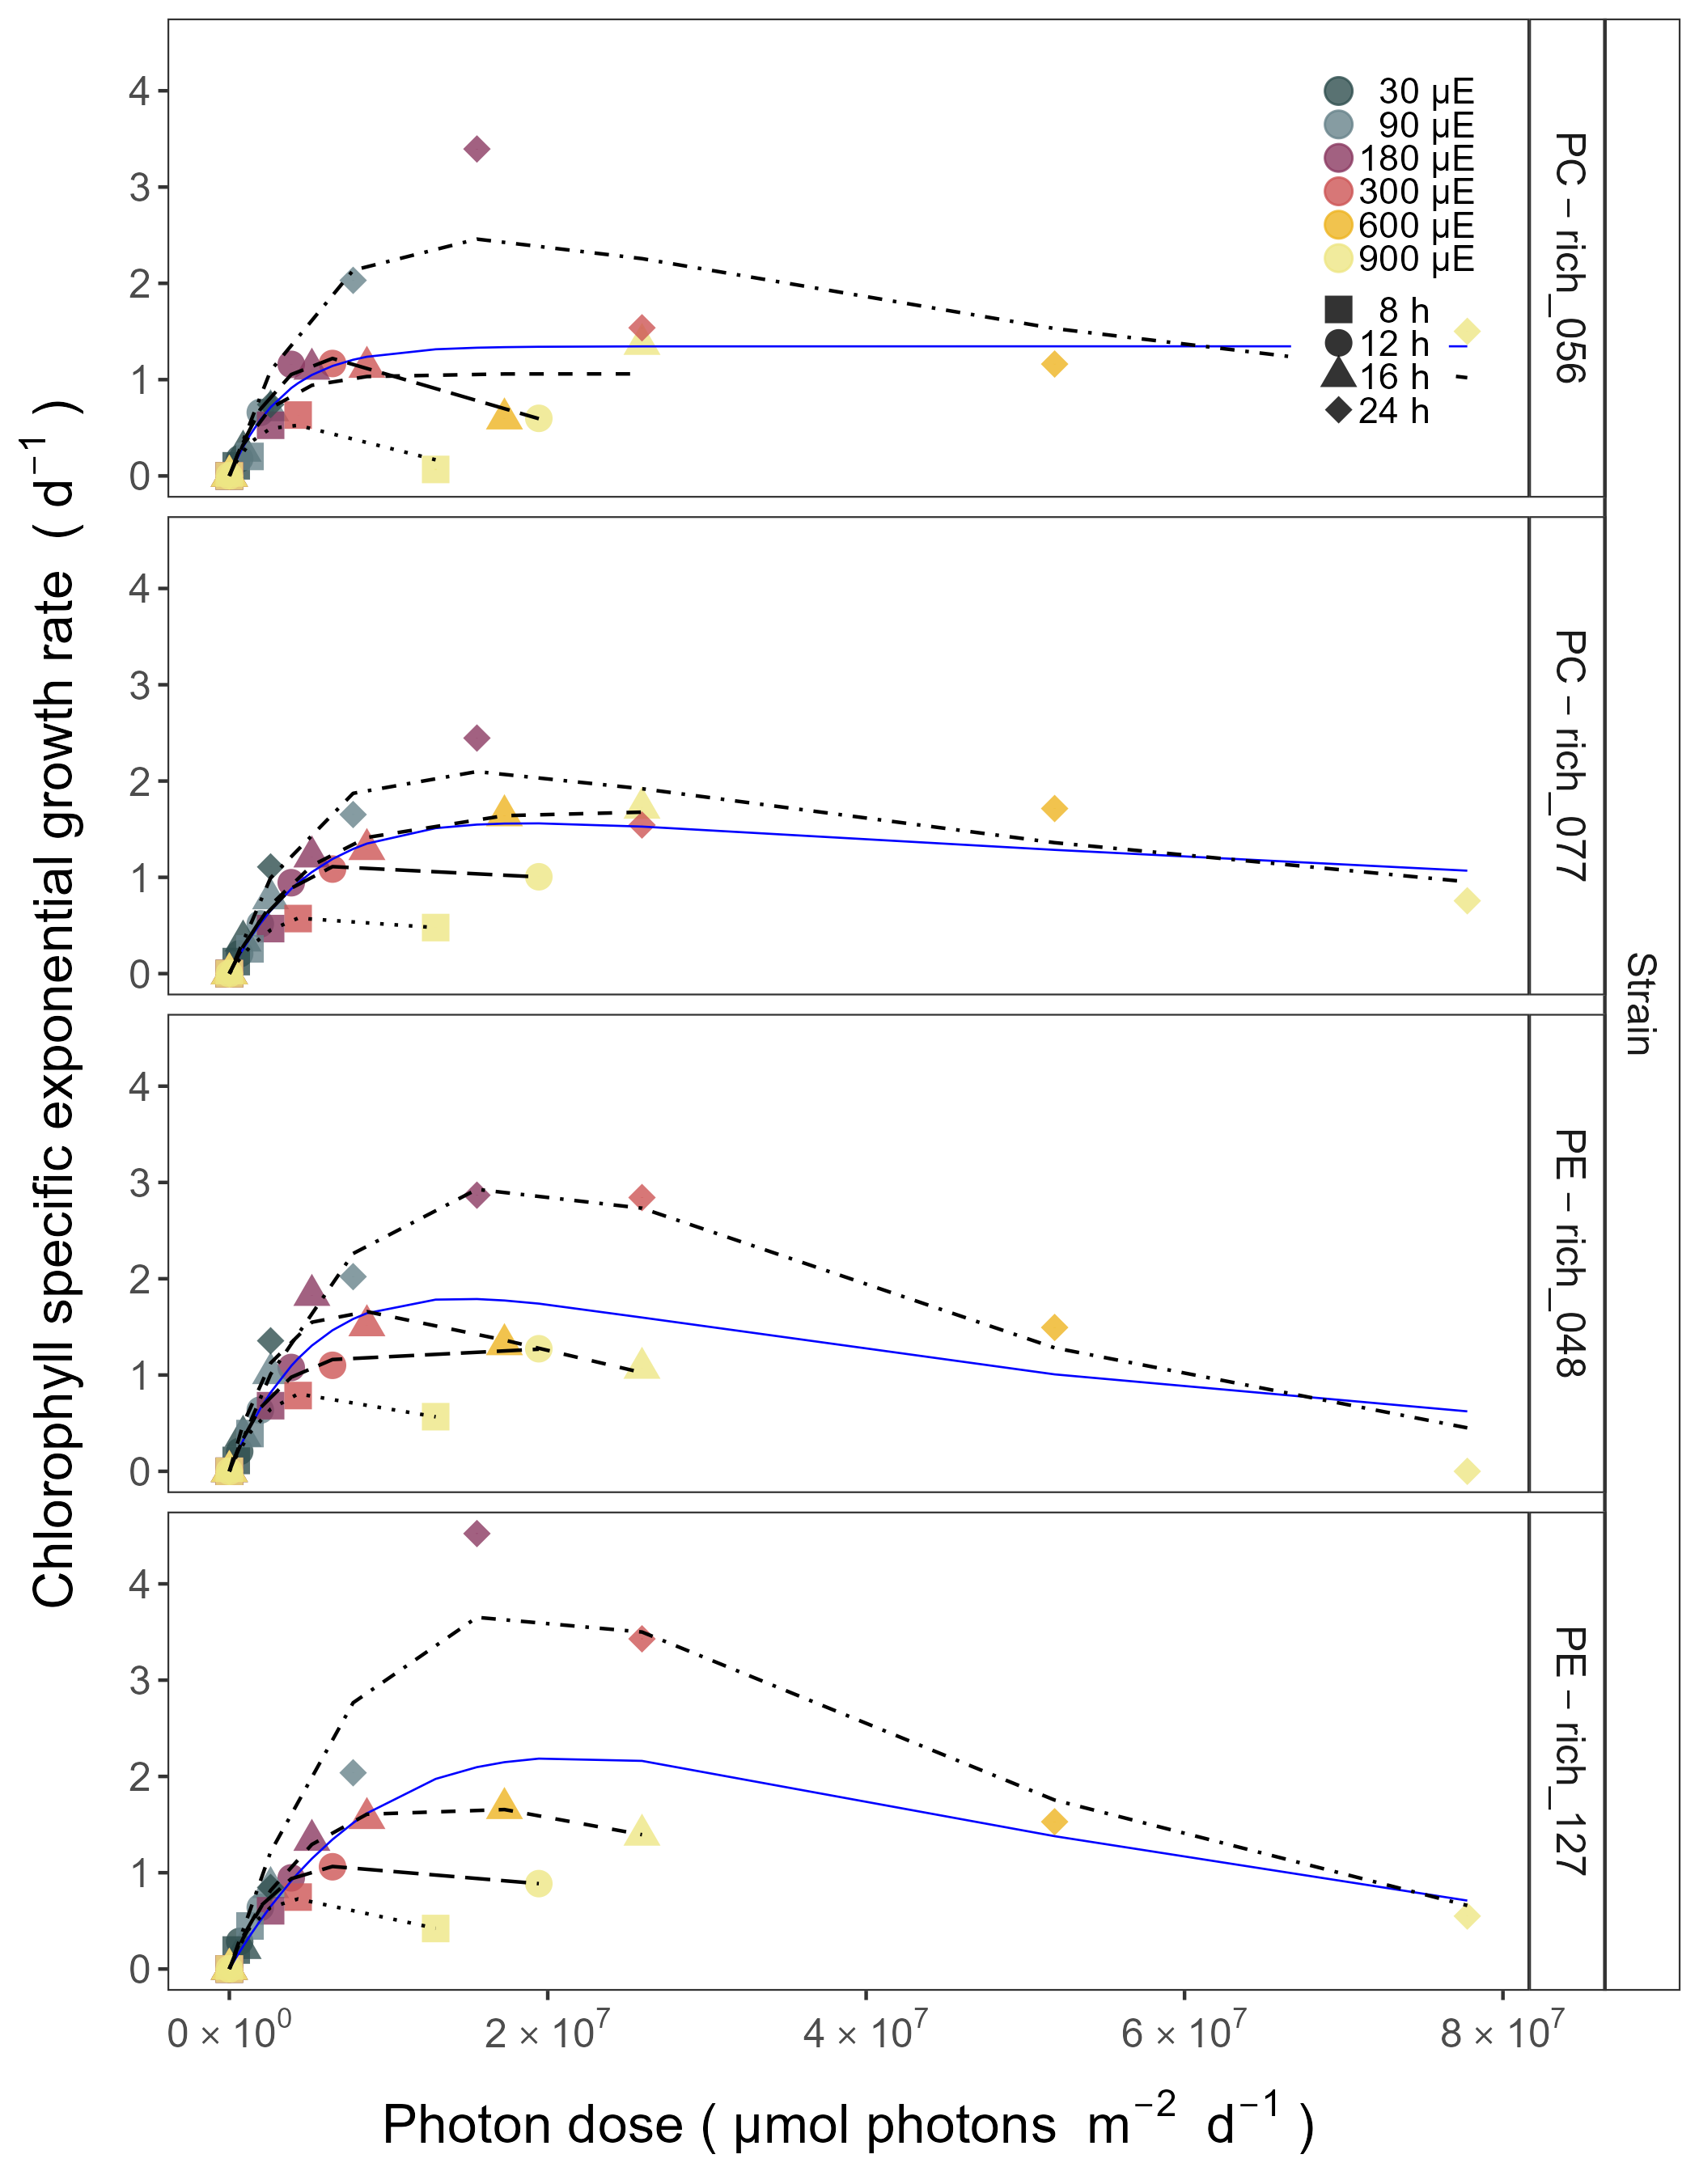 Chlorophyll specific exponential growth rate ( d⁻¹ )
4
3
2
1
0
30 µE
90 µE
180 µE
300 µE
600 µE
900 µE
8 h
12 h
16 h
24 h
PC − rich_056
4
3
2
1
0
PC − rich_077
Strain
4
3
2
1
0
PE − rich_048
4
3
2
1
0
PE − rich_127
0 × 10⁰ 2 × 10⁷ 4 × 10⁷ 6 × 10⁷ 8 × 10⁷
Photon dose ( µmol photons m⁻² d⁻¹ )